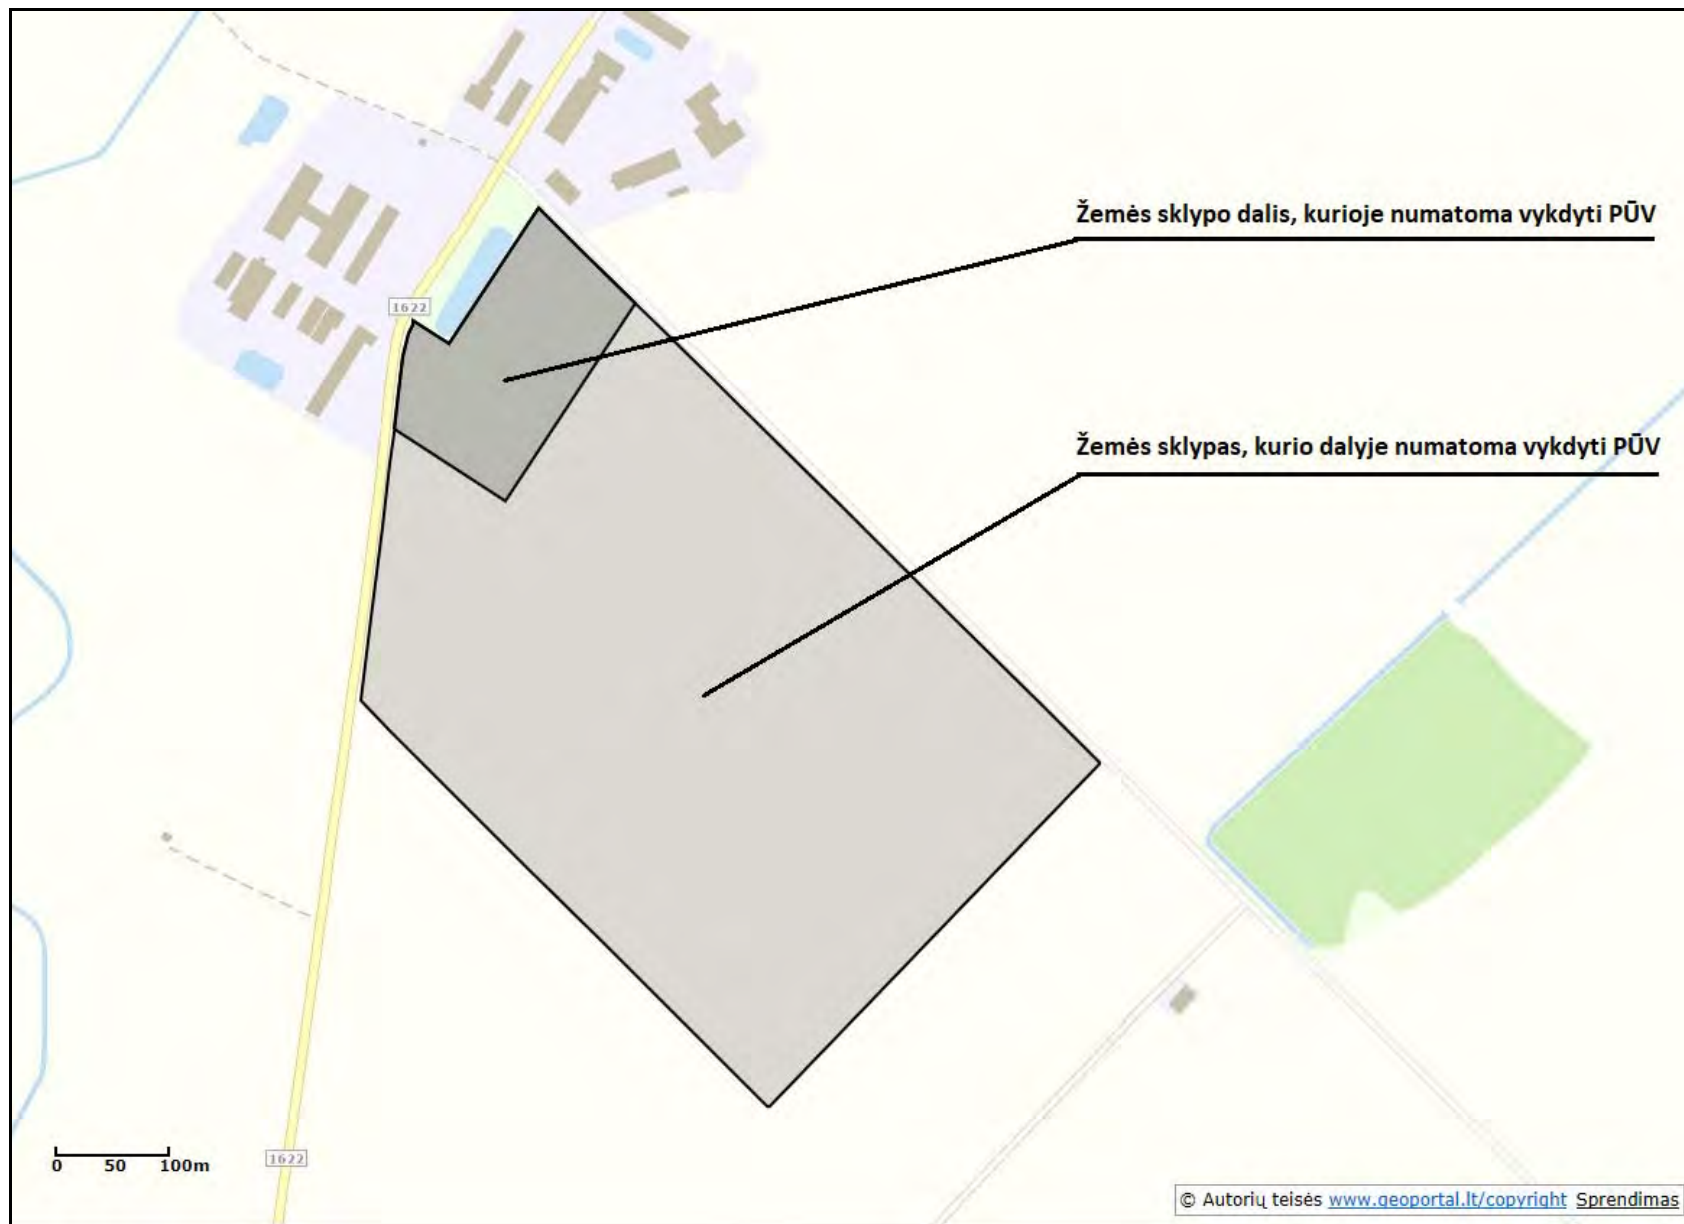 Žemės sklypo dalis, kurioje numatoma vykdyti PŪV
1622
Žemės sklypas, kurio dalyje numatoma vykdyti PŪV
0 50 100m
1622
© Autorių teisės www.geoportal.lt/copyright Sprendimas